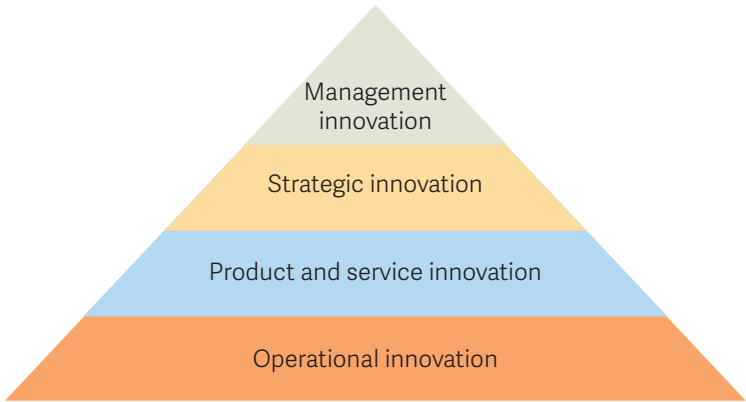 Management
innovation
Strategic innovation
Product and service innovation
Operational innovation